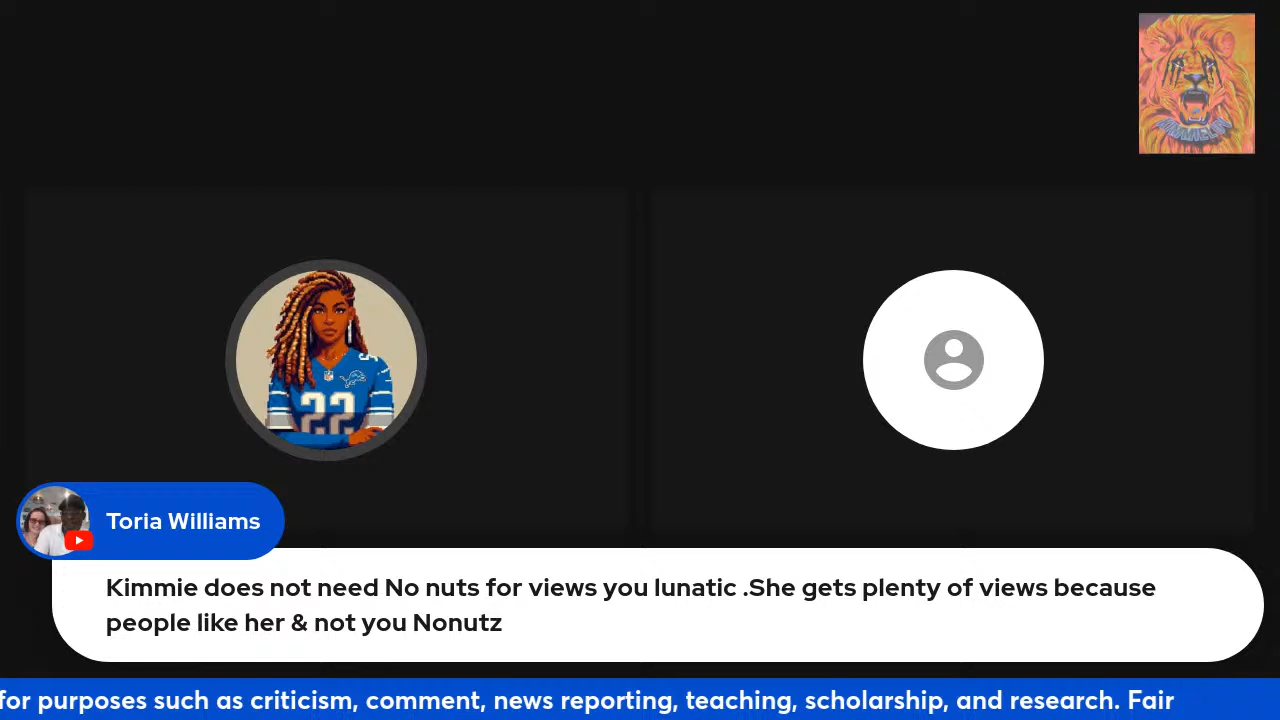 22
Toria Williams
Kimmie does not need No nuts for views you lunatic .She gets plenty of views because
people like her & not you Nonutz
for purposes such as criticism, comment, news reporting, teaching, scholarship, and research. Fair